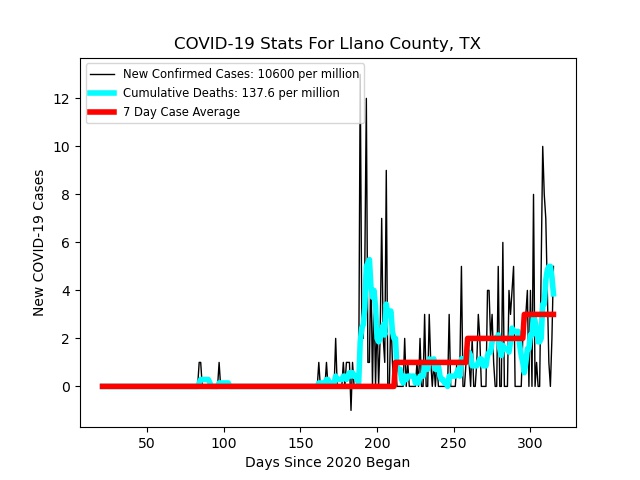 COVID-19 Stats For Llano County, TX
New Confirmed Cases: 10600 per million
Cumulative Deaths: 137.6 per million
7 Day Case Average
12
10
8
6
4
2
0
New COVID-19 Cases
50 100 150 200 250 300
Days Since 2020 Began